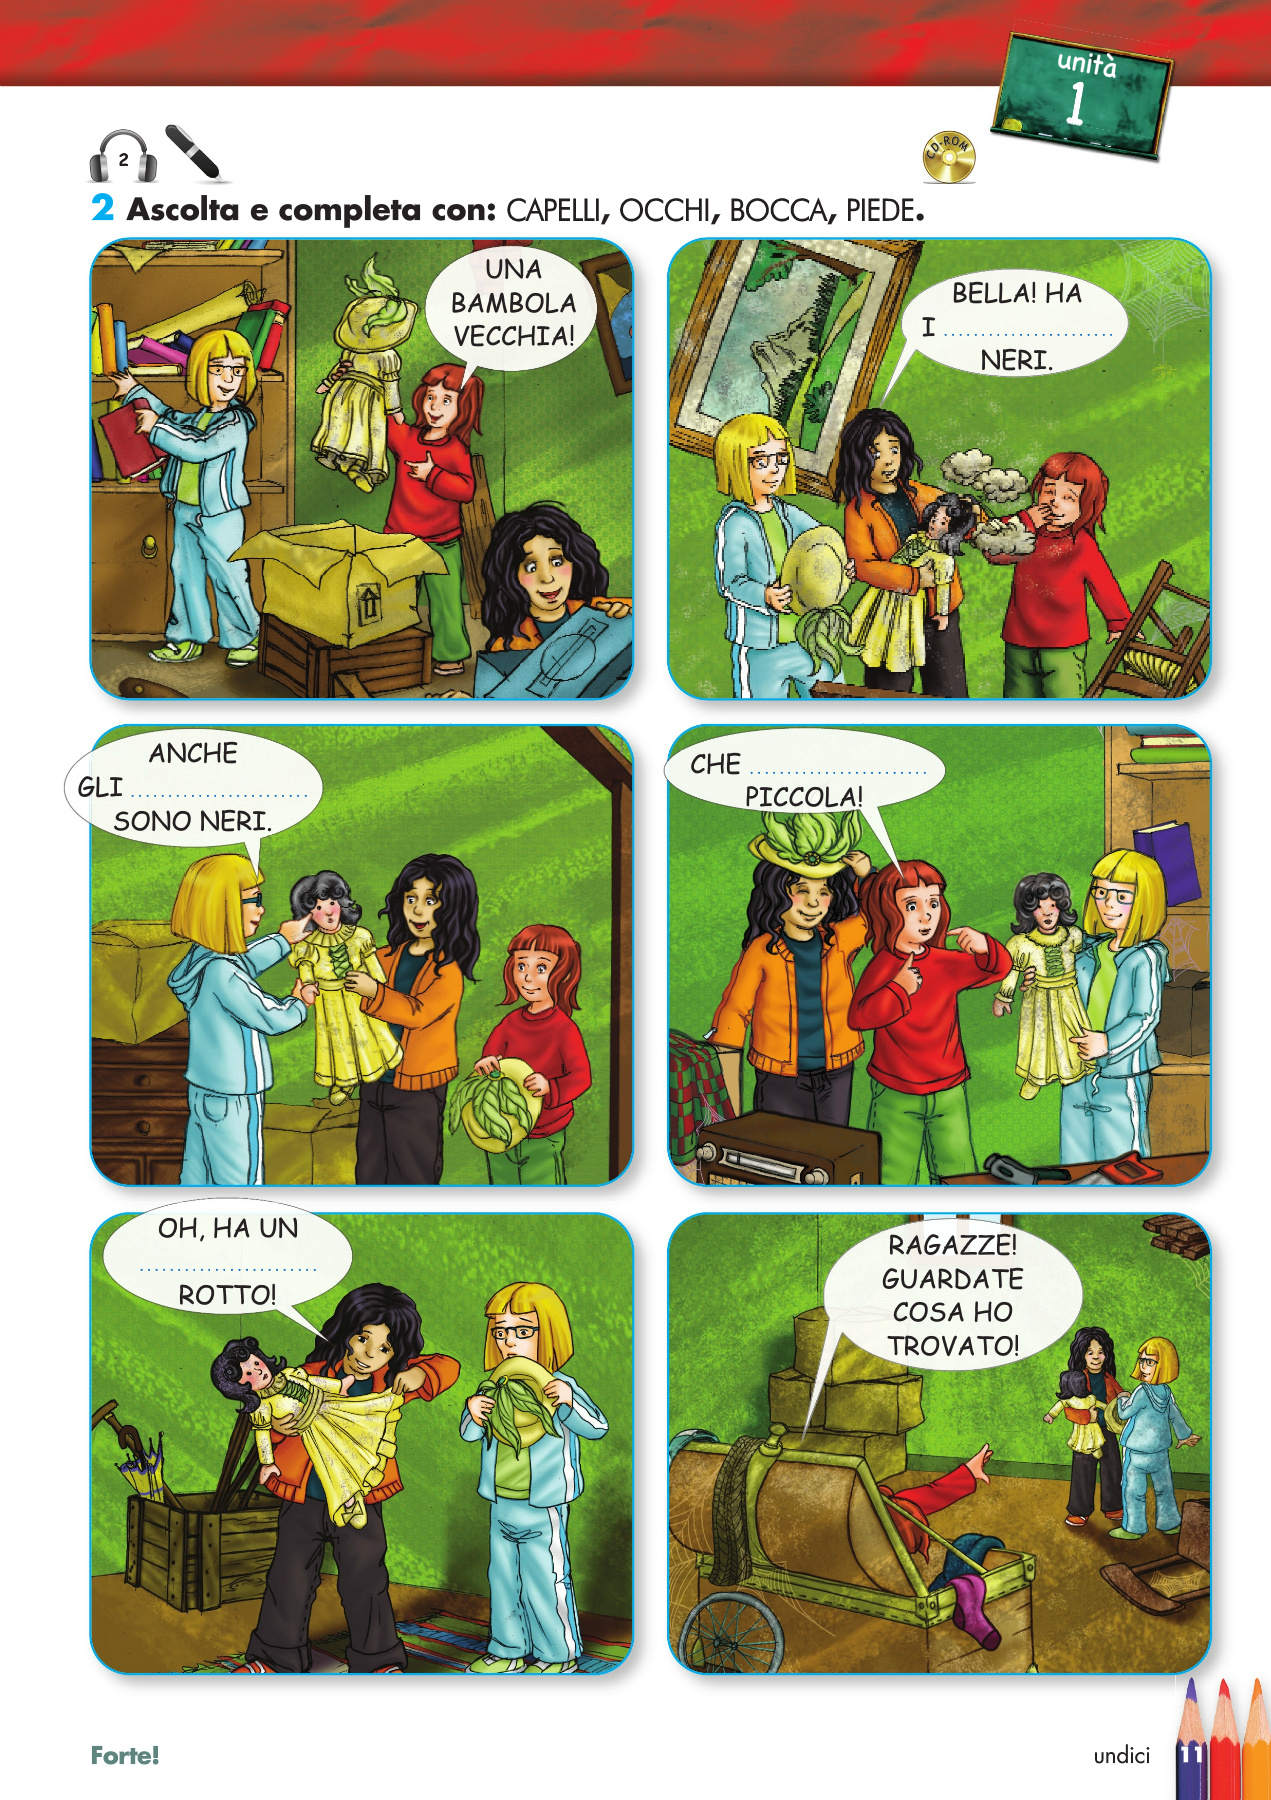 unità
1
2
CD-ROM
2 Ascolta e completa con: CAPELLI, OCCHI, BOCCA, PIEDE.
UNA
BAMBOLA
VECCHIA!
BELLA! HA
I .......................
NERI.
ANCHE
GLI ........................
SONO NERI.
CHE ........................
PICCOLA!
OH, HA UN
........................
ROTTO!
RAGAZZE!
GUARDATE
COSA HO
TROVATO!
Forte!
undici
11